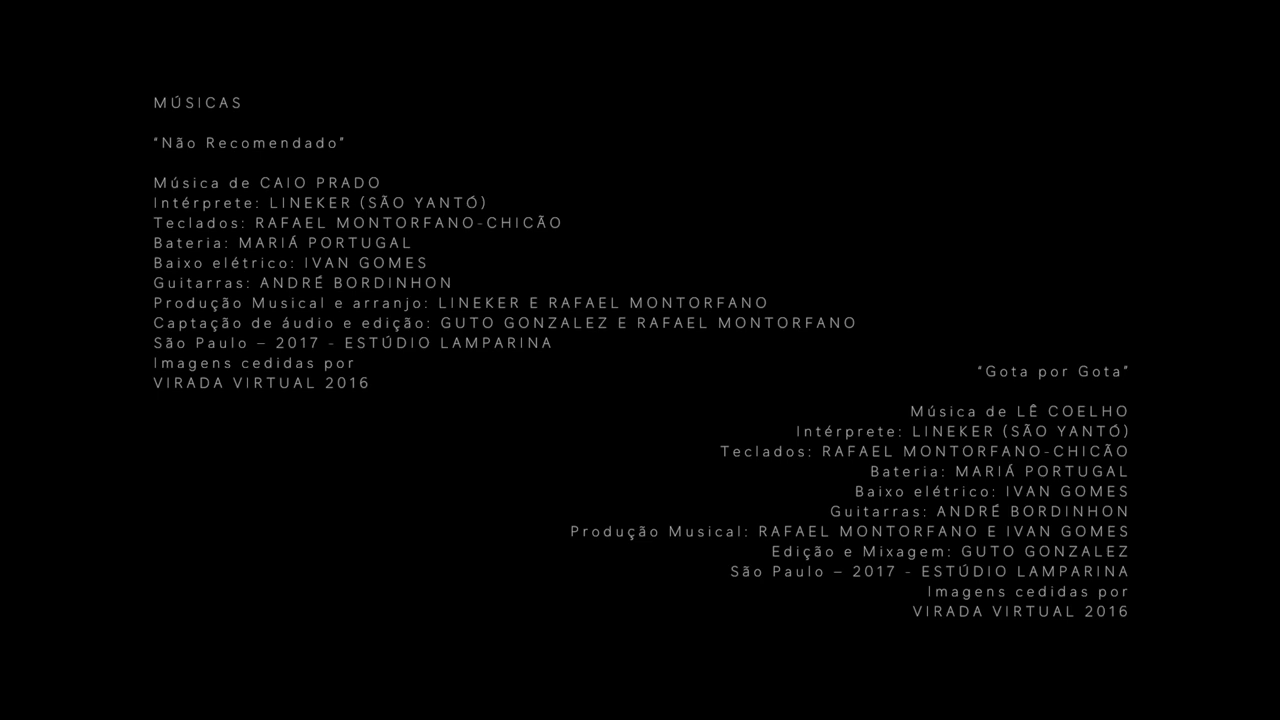 MÚSICAS
“Não Recomendado”
Música de CAIO PRADO
Intérprete: LINEKER (SÃO YANTÓ)
Teclados: RAFAEL MONTORFANO-CHICÃO
Bateria: MARIÁ PORTUGAL
Baixo elétrico: IVAN GOMES
Guitarras: ANDRÉ BORDINHON
Produção Musical e arranjo: LINEKER E RAFAEL MONTORFANO
Captação de áudio e edição: GUTO GONZALEZ E RAFAEL MONTORFANO
São Paulo – 2017 - ESTÚDIO LAMPARINA
Imagens cedidas por
VIRADA VIRTUAL 2016
“Gota por Gota”
Música de LÊ COELHO
Intérprete: LINEKER (SÃO YANTÓ)
Teclados: RAFAEL MONTORFANO-CHICÃO
Bateria: MARIÁ PORTUGAL
Baixo elétrico: IVAN GOMES
Guitarras: ANDRÉ BORDINHON
Produção Musical: RAFAEL MONTORFANO E IVAN GOMES
Edição e Mixagem: GUTO GONZALEZ
São Paulo – 2017 - ESTÚDIO LAMPARINA
Imagens cedidas por
VIRADA VIRTUAL 2016